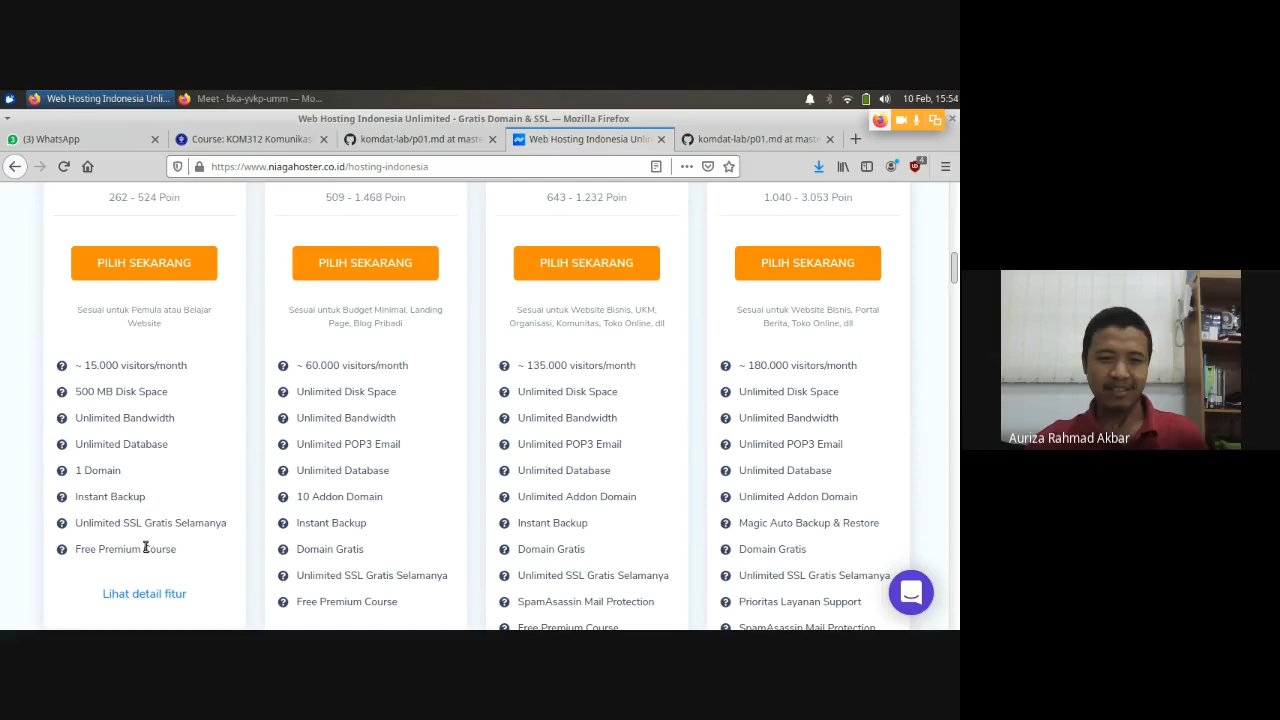 Web Hosting Indonesia Unli...
Meet - bka-yvkp-umm — Mo...
10 Feb, 15:54
Web Hosting Indonesia Unlimited - Gratis Domain & SSL — Mozilla Firefox
(3) WhatsApp
Course: KOM312 Komunikas
komdat-lab/p01.md at maste
Web Hosting Indonesia Unlim
komdat-lab/p01.md at maste
https://www.niagahoster.co.id/hosting-indonesia
4
262 - 524 Poin
PILIH SEKARANG
Sesuai untuk Pemula atau Belajar
Website
~ 15.000 visitors/month
500 MB Disk Space
Unlimited Bandwidth
Unlimited Database
1 Domain
Instant Backup
Unlimited SSL Gratis Selamanya
Free Premium Course
Lihat detail fitur
509 - 1.468 Poin
PILIH SEKARANG
Sesuai untuk Budget Minimal, Landing
Page, Blog Pribadi
~ 60.000 visitors/month
Unlimited Disk Space
Unlimited Bandwidth
Unlimited POP3 Email
Unlimited Database
10 Addon Domain
Instant Backup
Domain Gratis
Unlimited SSL Gratis Selamanya
Free Premium Course
643 - 1.232 Poin
PILIH SEKARANG
Sesuai untuk Website Bisnis, UKM,
Organisasi, Komunitas, Toko Online, dll
~ 135.000 visitors/month
Unlimited Disk Space
Unlimited Bandwidth
Unlimited POP3 Email
Unlimited Database
Unlimited Addon Domain
Instant Backup
Domain Gratis
Unlimited SSL Gratis Selamanya
SpamAsassin Mail Protection
Free Premium Course
1.040 - 3.053 Poin
PILIH SEKARANG
Sesuai untuk Website Bisnis, Portal
Berita, Toko Online, dll
~ 180.000 visitors/month
Unlimited Disk Space
Unlimited Bandwidth
Unlimited POP3 Email
Unlimited Database
Unlimited Addon Domain
Magic Auto Backup & Restore
Domain Gratis
Unlimited SSL Gratis Selamanya
Prioritas Layanan Support
SpamAsassin Mail Protection
Auriza Rahmad Akbar